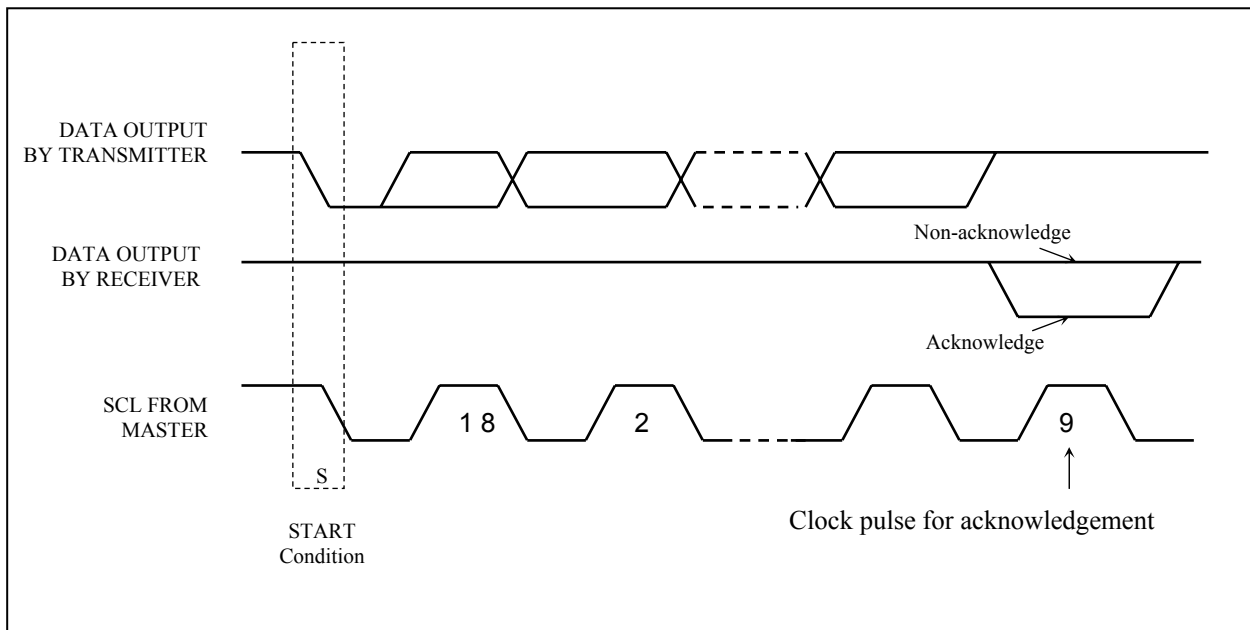 DATA OUTPUT
BY TRANSMITTER
Non-acknowledge
DATA OUTPUT
BY RECEIVER
Acknowledge
SCL FROM
MASTER
1 8
2
9
S
START
Condition
Clock pulse for acknowledgement